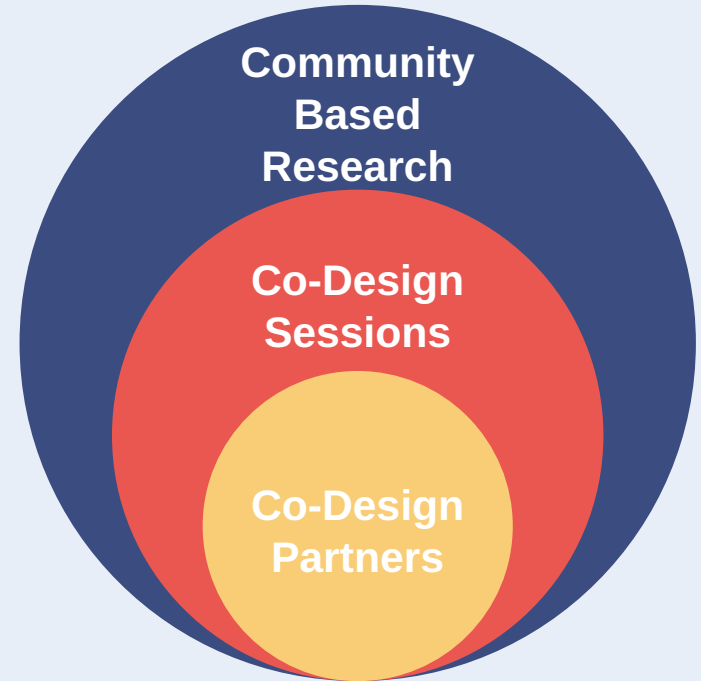 Community
Based
Research
Co-Design
Sessions
Co-Design
Partners